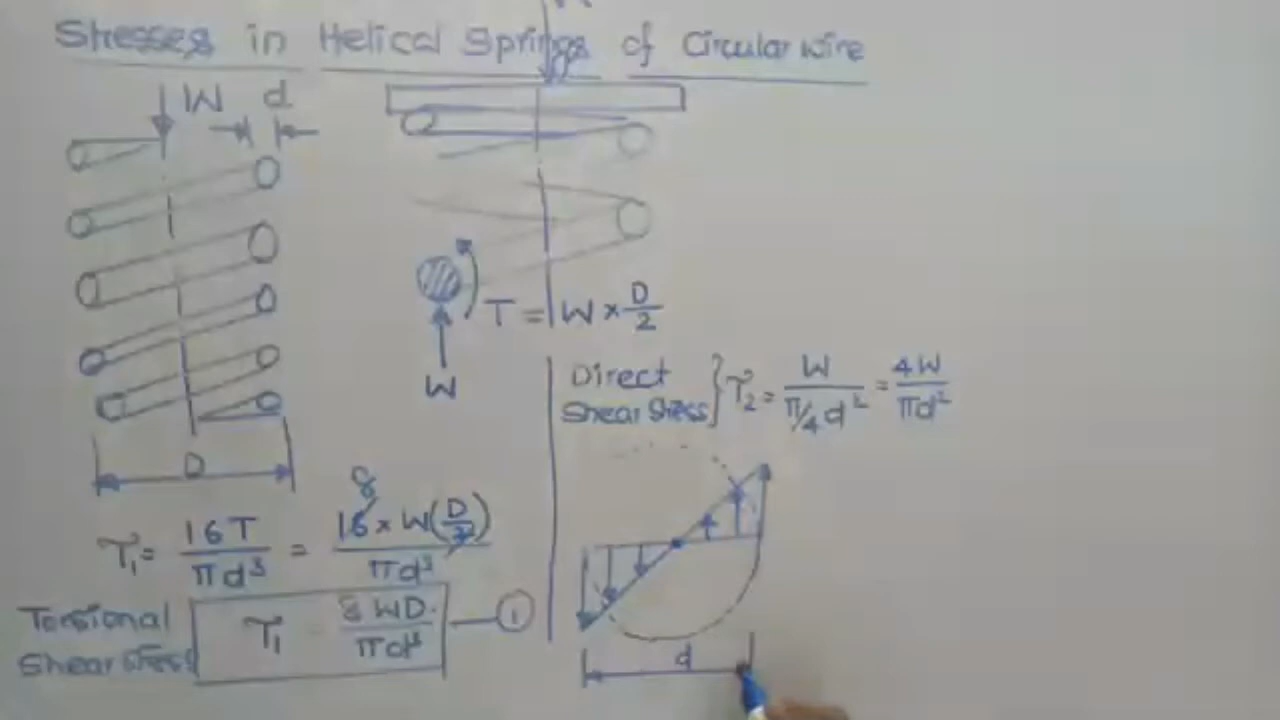 Stresses in Helical Springs of Circular wire
W d
T = W × D/2
W
D
Direct Shear Stress } τ₂ = W / (π/4 d²) = 4W / πd²
τ₁ = 16T / πd³ = 16 × W(D/2) / πd³
8
Torsional Shear stress τ₁ 8WD / πd³ — ①
d